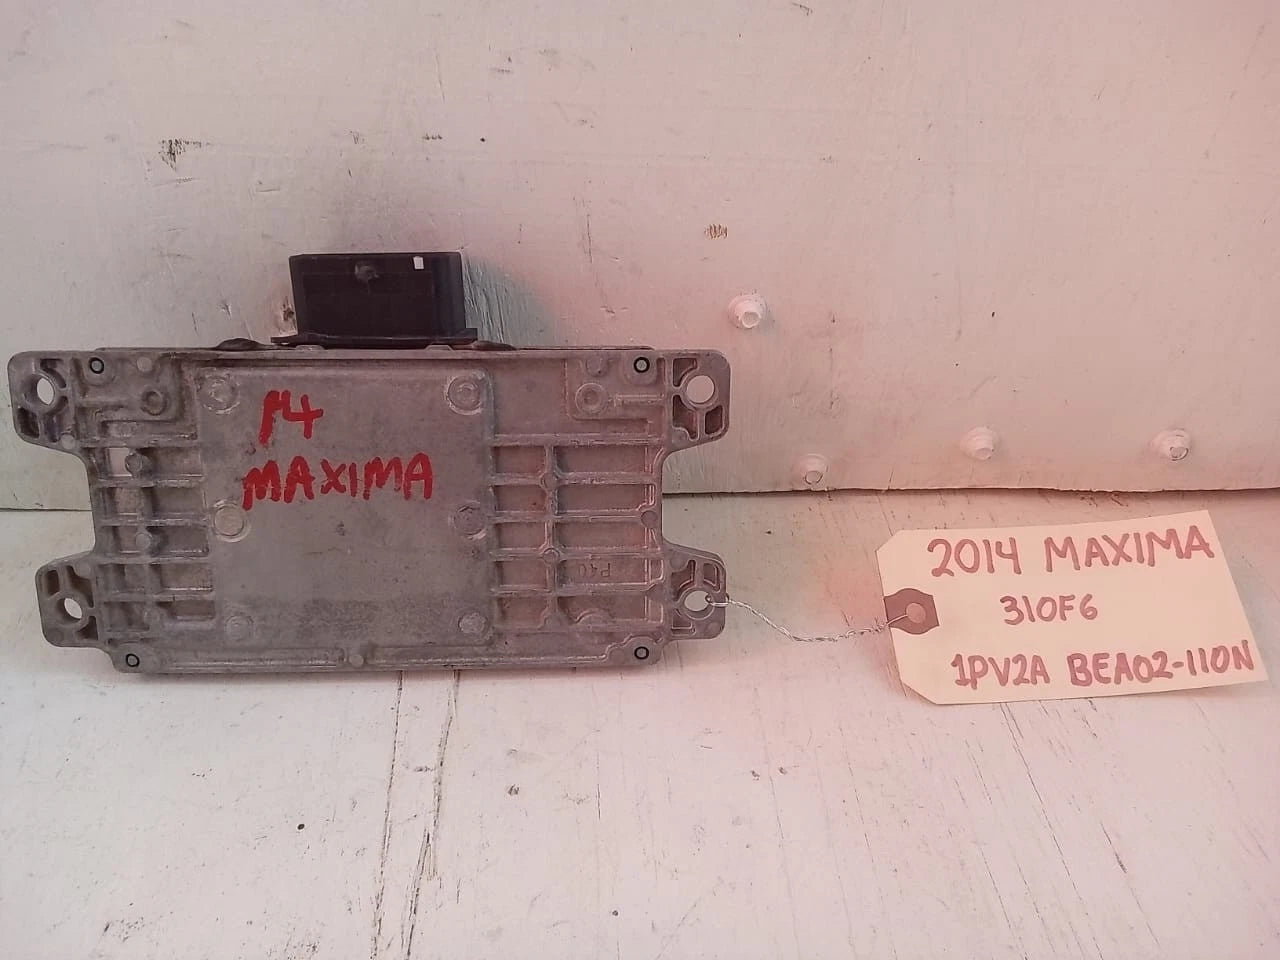 14
MAXIMA
P40
2014 MAXIMA
310F6
1PV2A BEA02-110N